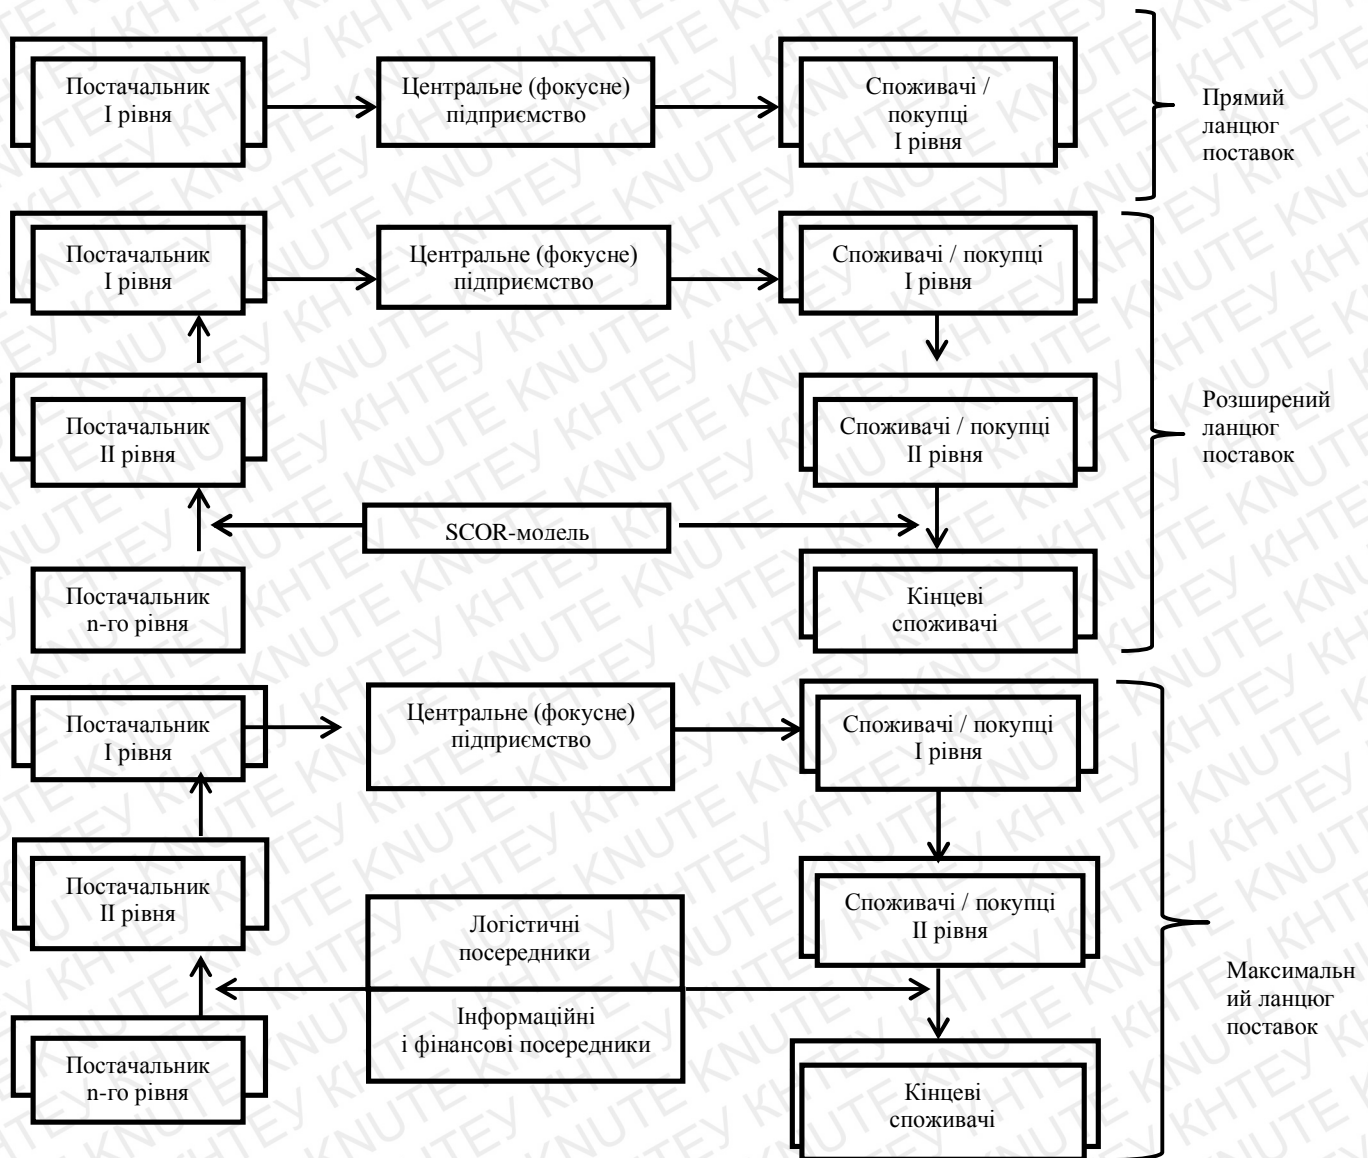 Постачальник
I рівня
Центральне (фокусне)
підприємство
Споживачі /
покупці
I рівня
Прямий
ланцюг
поставок
Постачальник
I рівня
Центральне (фокусне)
підприємство
Споживачі / покупці
I рівня
Постачальник
II рівня
Споживачі / покупці
II рівня
Розширений
ланцюг
поставок
SCOR-модель
Постачальник
n-го рівня
Кінцеві
споживачі
Постачальник
I рівня
Центральне (фокусне)
підприємство
Споживачі / покупці
I рівня
Постачальник
II рівня
Логістичні
посередники
Споживачі / покупці
II рівня
Максимальн
ий ланцюг
поставок
Інформаційні
і фінансові посередники
Постачальник
n-го рівня
Кінцеві
споживачі